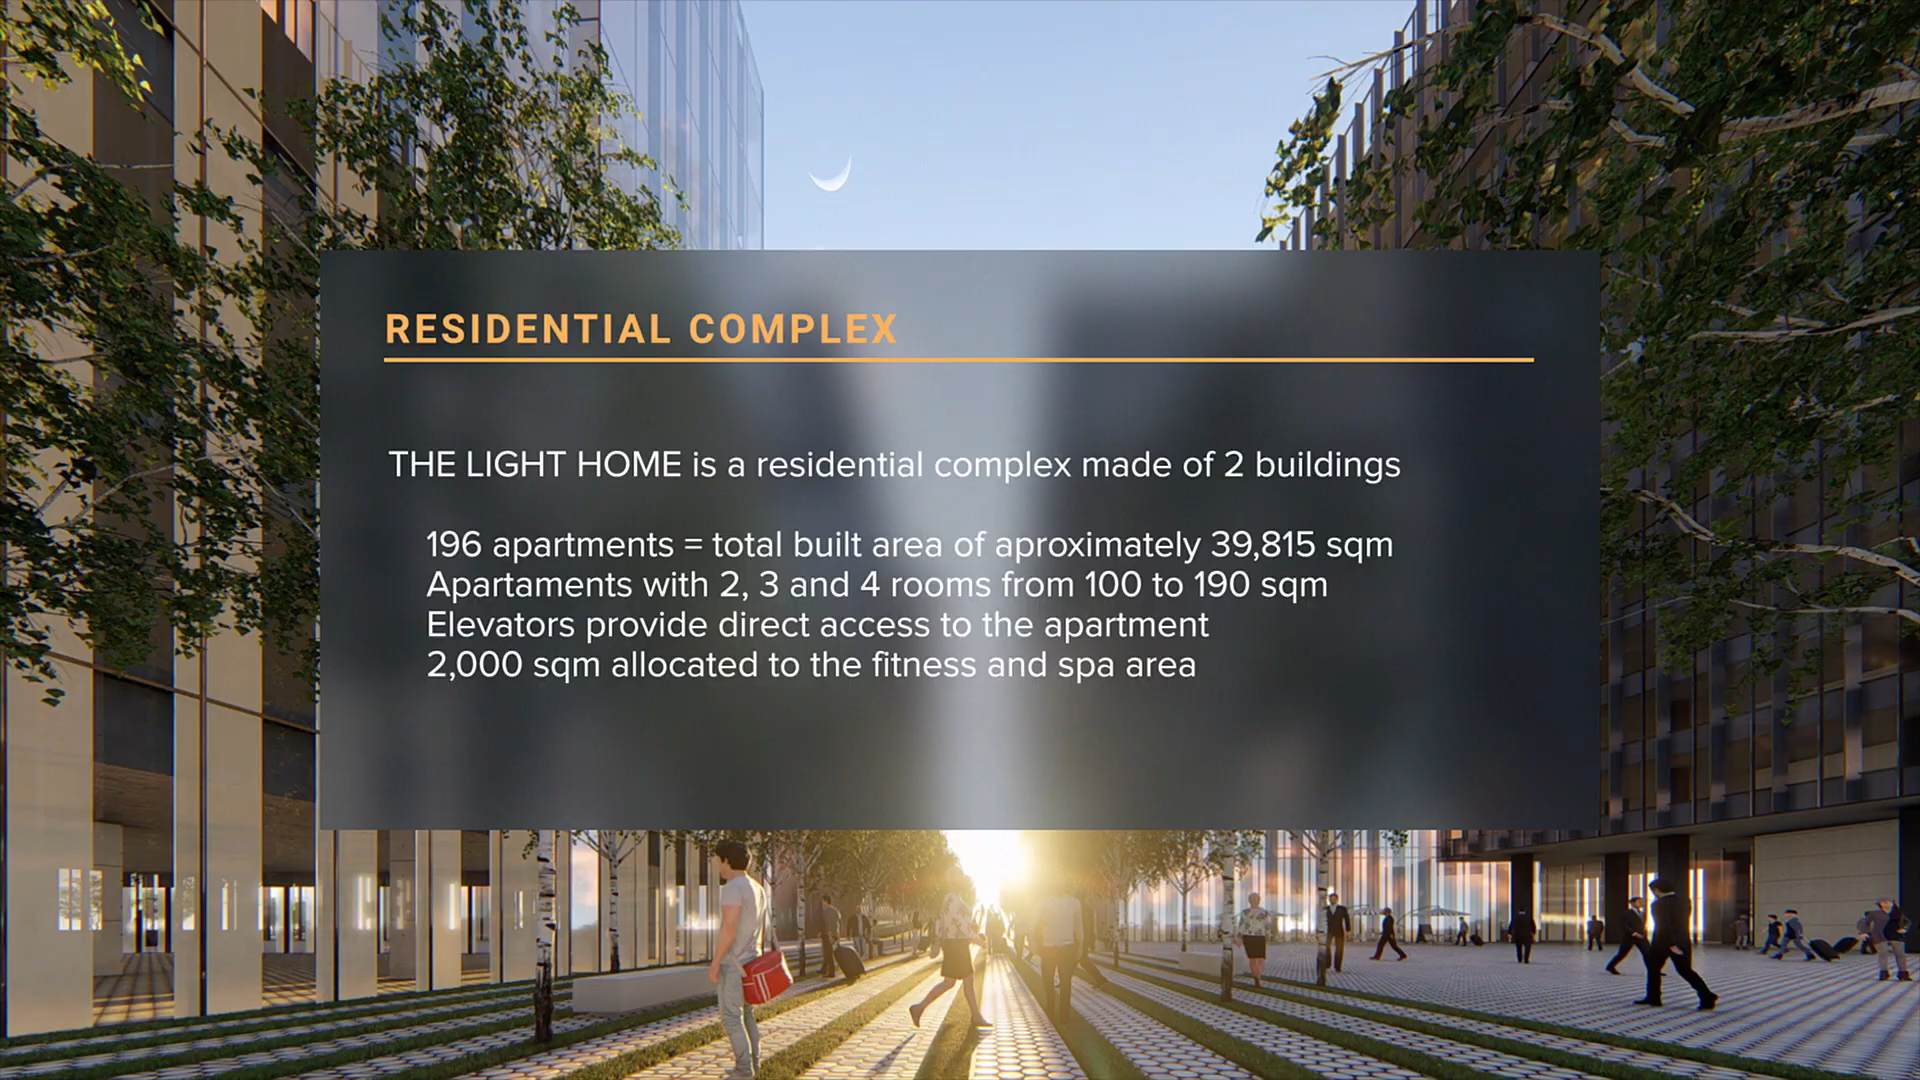 RESIDENTIAL COMPLEX
THE LIGHT HOME is a residential complex made of 2 buildings
196 apartments = total built area of aproximately 39,815 sqm
Apartaments with 2, 3 and 4 rooms from 100 to 190 sqm
Elevators provide direct access to the apartment
2,000 sqm allocated to the fitness and spa area